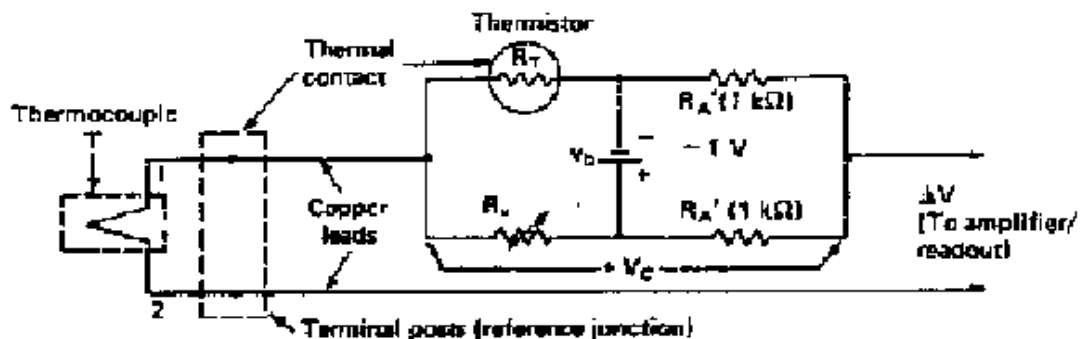 Thermistor
Thermal
contact
R_T
Thermocouple
R_A' (1 kΩ)
1
V_b
−
1 V
+
Copper
leads
R_A' (1 kΩ)
ΔV
(To amplifier/
readout)
+ V_C −
2
Terminal posts (reference junction)